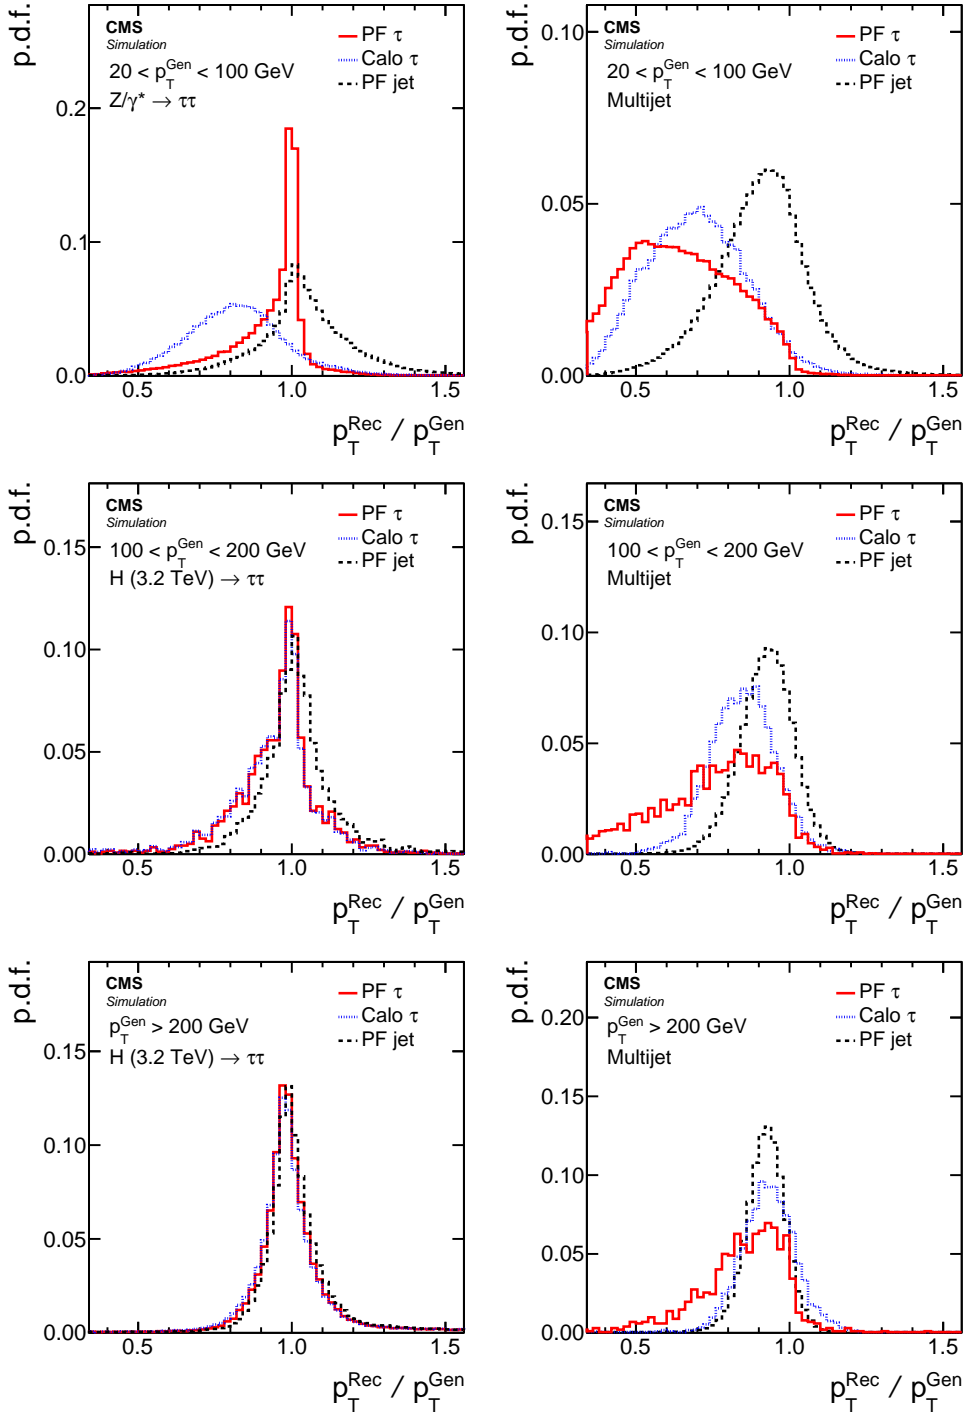 p.d.f.
CMS
Simulation
20 < p_T^Gen < 100 GeV
Z/γ* → ττ
PF τ
Calo τ
PF jet
0.2
0.1
0.0
0.5
1.0
1.5
p_T^Rec / p_T^Gen
p.d.f.
CMS
Simulation
20 < p_T^Gen < 100 GeV
Multijet
PF τ
Calo τ
PF jet
0.10
0.05
0.00
0.5
1.0
1.5
p_T^Rec / p_T^Gen
p.d.f.
CMS
Simulation
100 < p_T^Gen < 200 GeV
H (3.2 TeV) → ττ
PF τ
Calo τ
PF jet
0.15
0.10
0.05
0.00
0.5
1.0
1.5
p_T^Rec / p_T^Gen
p.d.f.
CMS
Simulation
100 < p_T^Gen < 200 GeV
Multijet
PF τ
Calo τ
PF jet
0.15
0.10
0.05
0.00
0.5
1.0
1.5
p_T^Rec / p_T^Gen
p.d.f.
CMS
Simulation
p_T^Gen > 200 GeV
H (3.2 TeV) → ττ
PF τ
Calo τ
PF jet
0.15
0.10
0.05
0.00
0.5
1.0
1.5
p_T^Rec / p_T^Gen
p.d.f.
CMS
Simulation
p_T^Gen > 200 GeV
Multijet
PF τ
Calo τ
PF jet
0.20
0.15
0.10
0.05
0.00
0.5
1.0
1.5
p_T^Rec / p_T^Gen